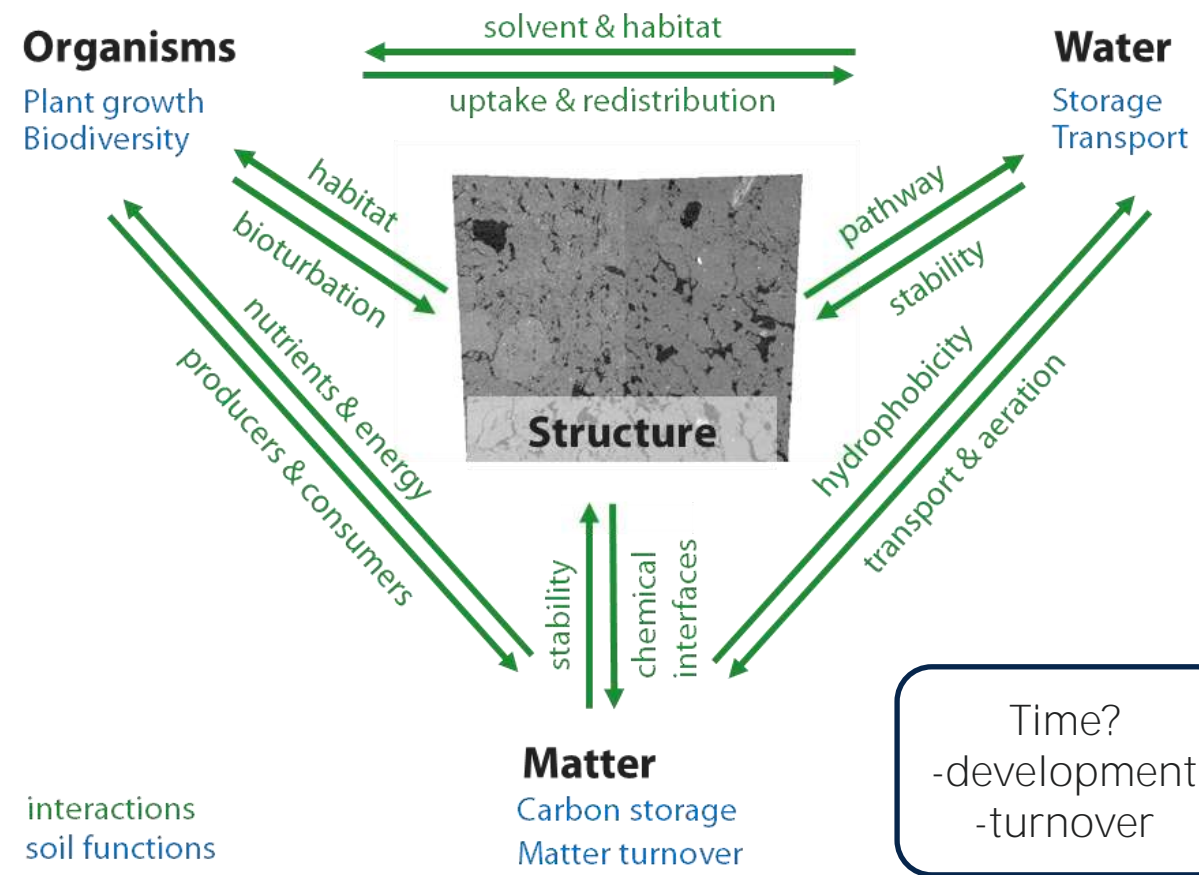 solvent & habitat
Organisms
Water
Plant growth
Biodiversity
uptake & redistribution
Storage
Transport
habitat
bioturbation
pathway
stability
nutrients & energy
producers & consumers
Structure
hydrophobicity
transport & aeration
stability
chemical
interfaces
Matter
Carbon storage
Matter turnover
interactions
soil functions
Time?
-development
-turnover